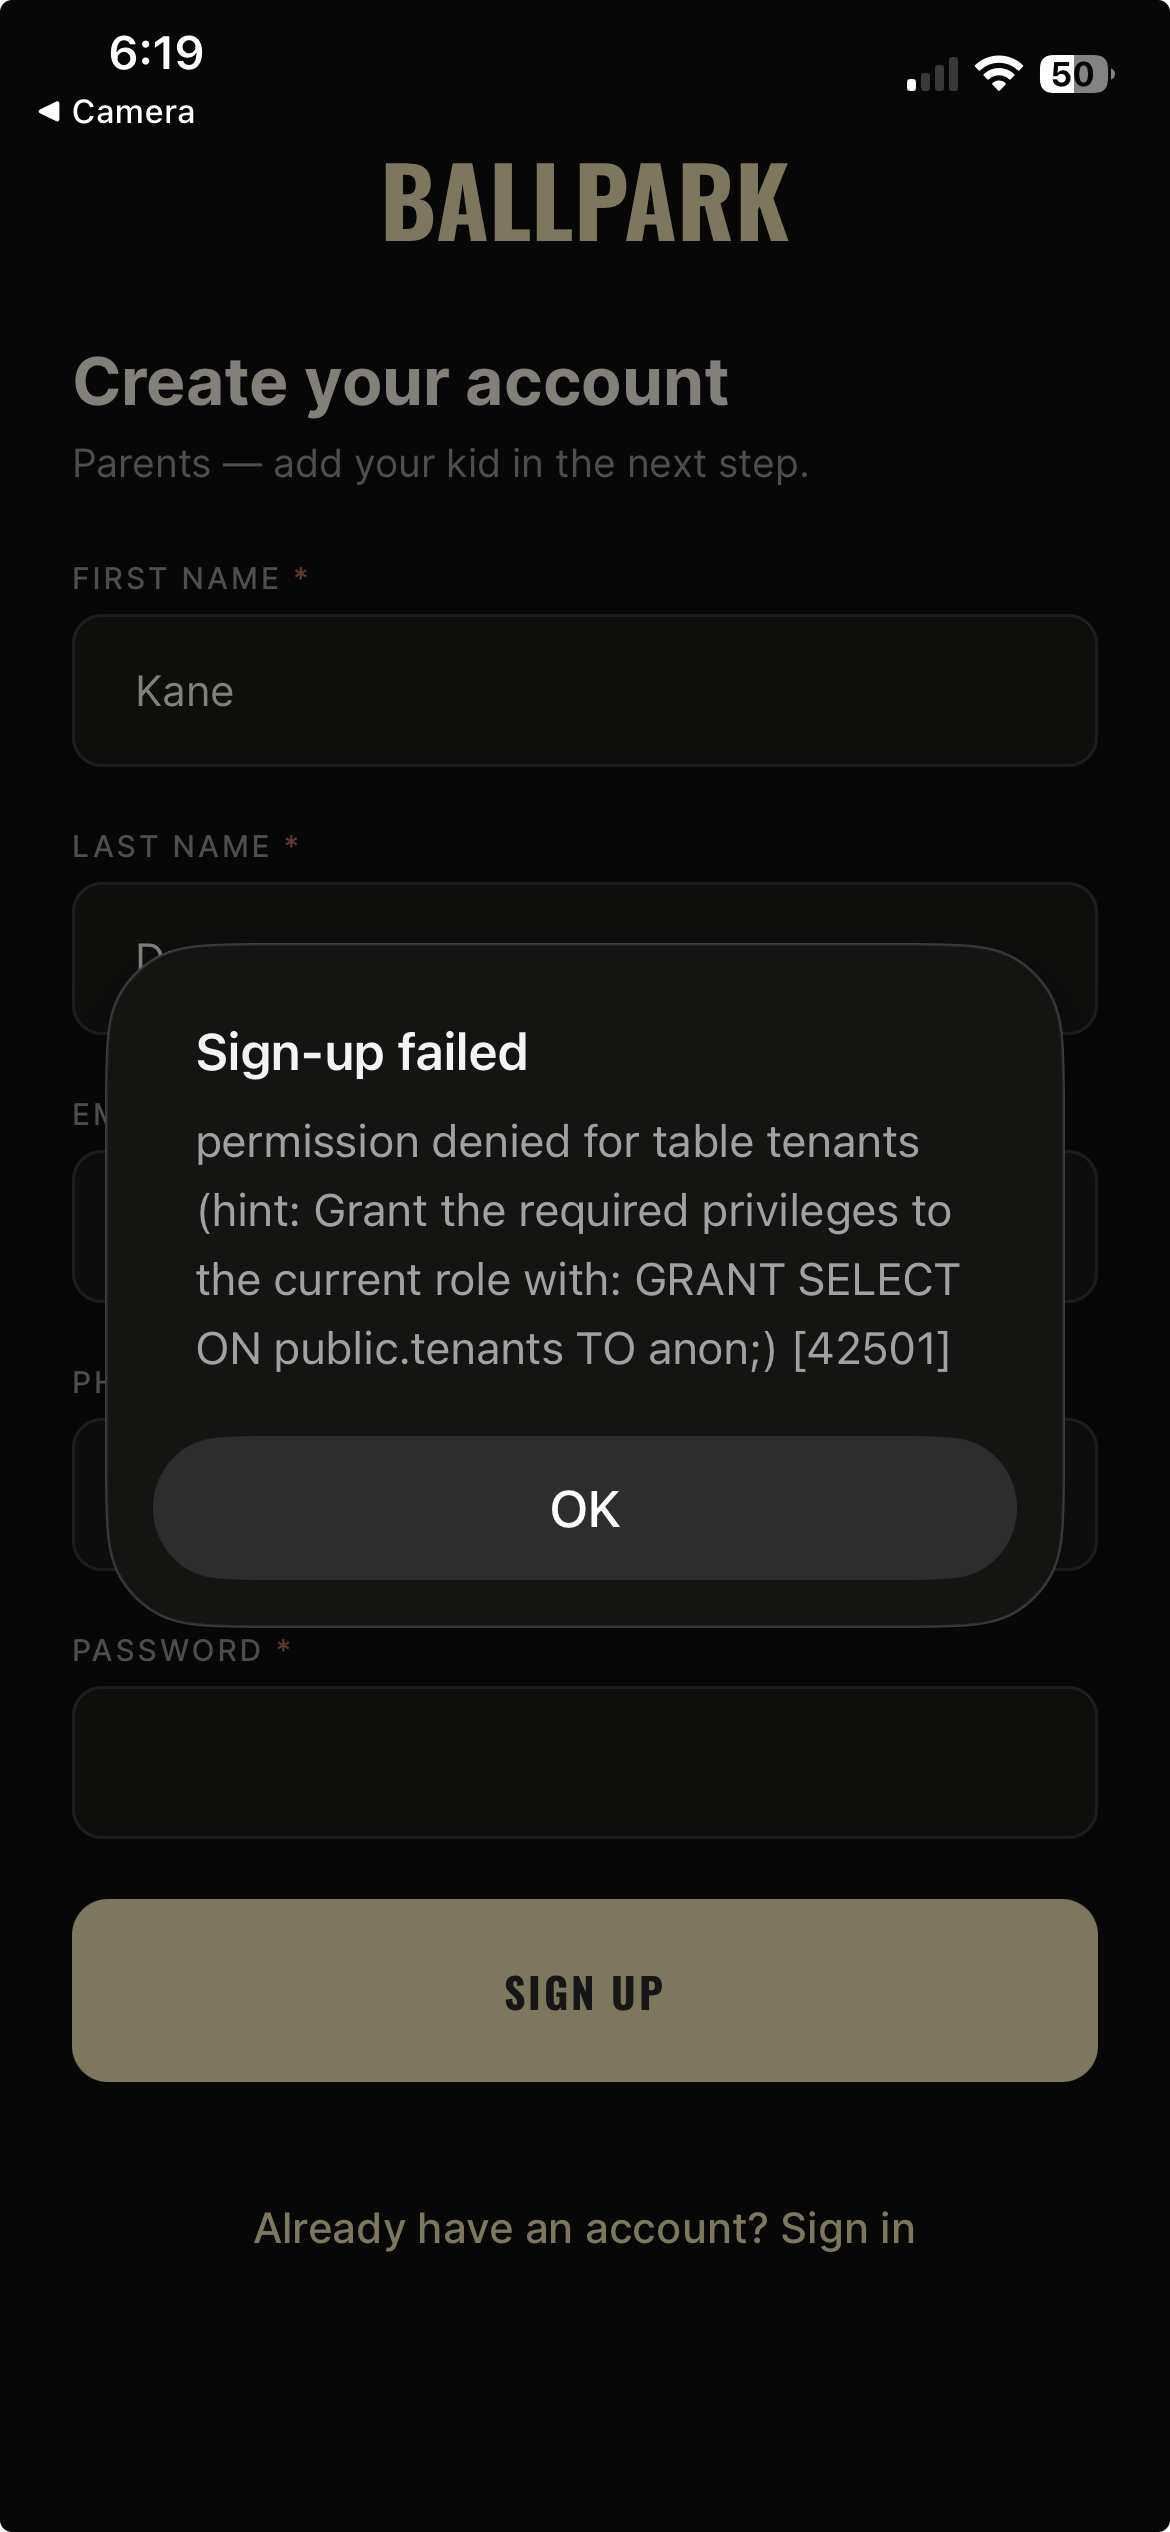 6:19
50
Camera
BALLPARK
Create your account
Parents — add your kid in the next step.
FIRST NAME *
Kane
LAST NAME *
Sign-up failed
permission denied for table tenants
(hint: Grant the required privileges to
the current role with: GRANT SELECT
ON public.tenants TO anon;) [42501]
OK
PASSWORD *
SIGN UP
Already have an account? Sign in